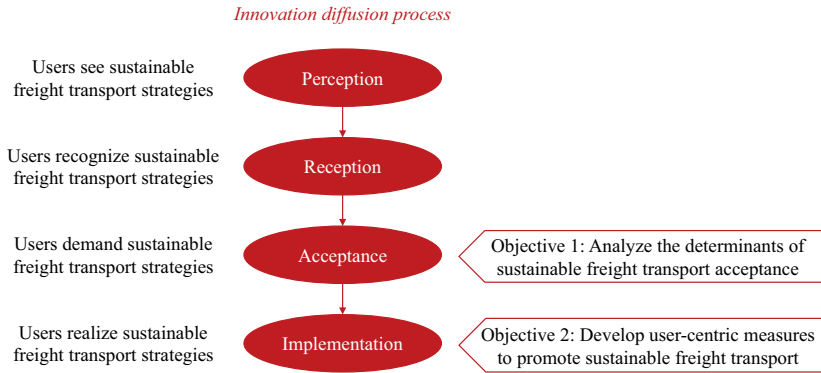 Innovation diffusion process
Users see sustainable
freight transport strategies
Perception
Users recognize sustainable
freight transport strategies
Reception
Users demand sustainable
freight transport strategies
Acceptance
Objective 1: Analyze the determinants of
sustainable freight transport acceptance
Users realize sustainable
freight transport strategies
Implementation
Objective 2: Develop user-centric measures
to promote sustainable freight transport